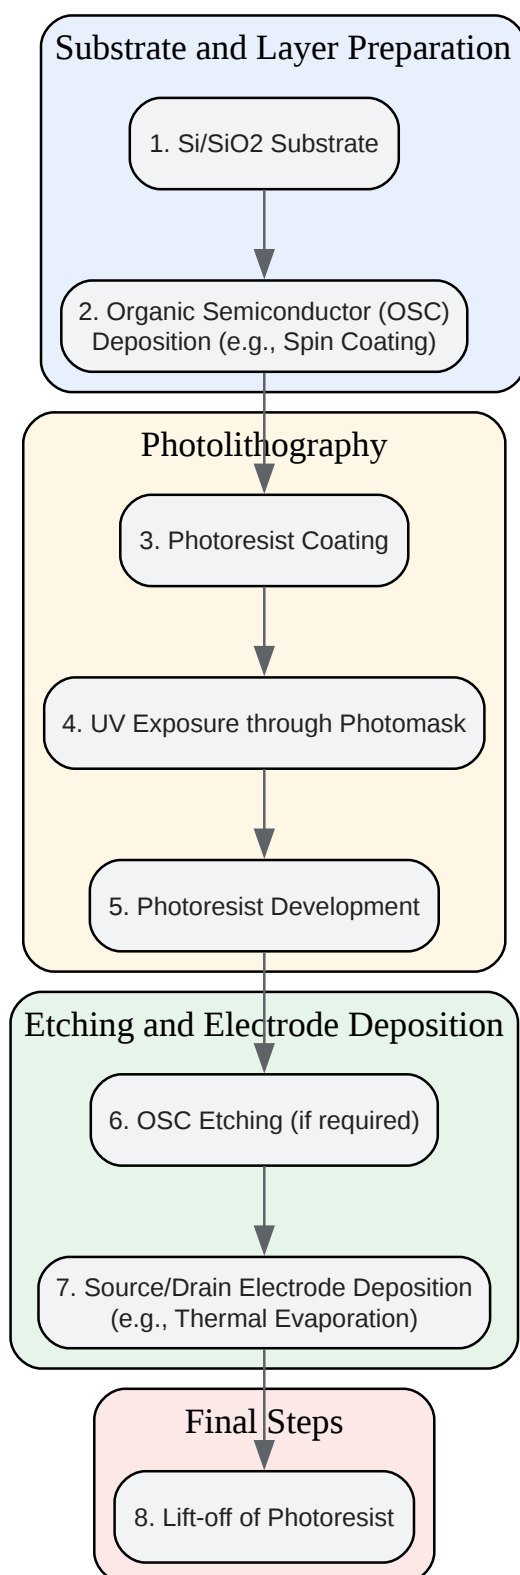 Substrate and Layer Preparation
1. Si/SiO2 Substrate
2. Organic Semiconductor (OSC)
Deposition (e.g., Spin Coating)
Photolithography
3. Photoresist Coating
4. UV Exposure through Photomask
5. Photoresist Development
Etching and Electrode Deposition
6. OSC Etching (if required)
7. Source/Drain Electrode Deposition
(e.g., Thermal Evaporation)
Final Steps
8. Lift-off of Photoresist